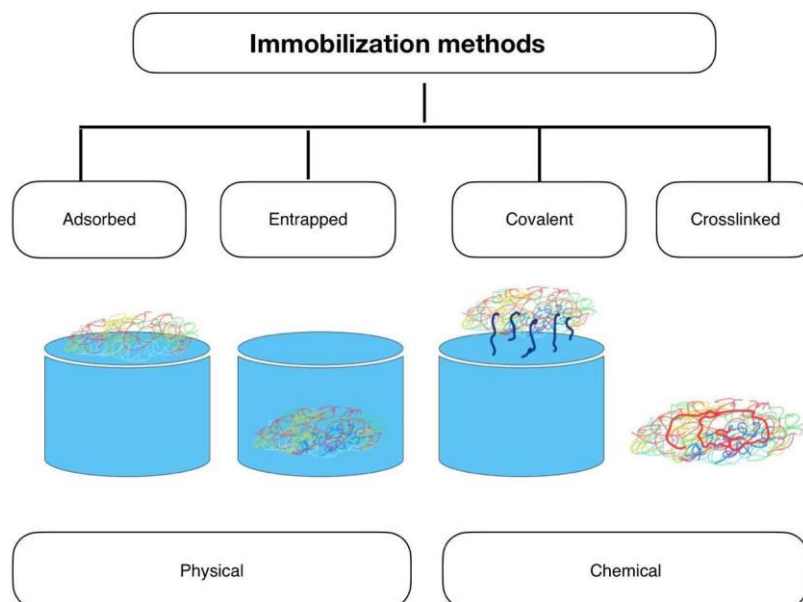 Immobilization methods
Adsorbed
Entrapped
Covalent
Crosslinked
Physical
Chemical